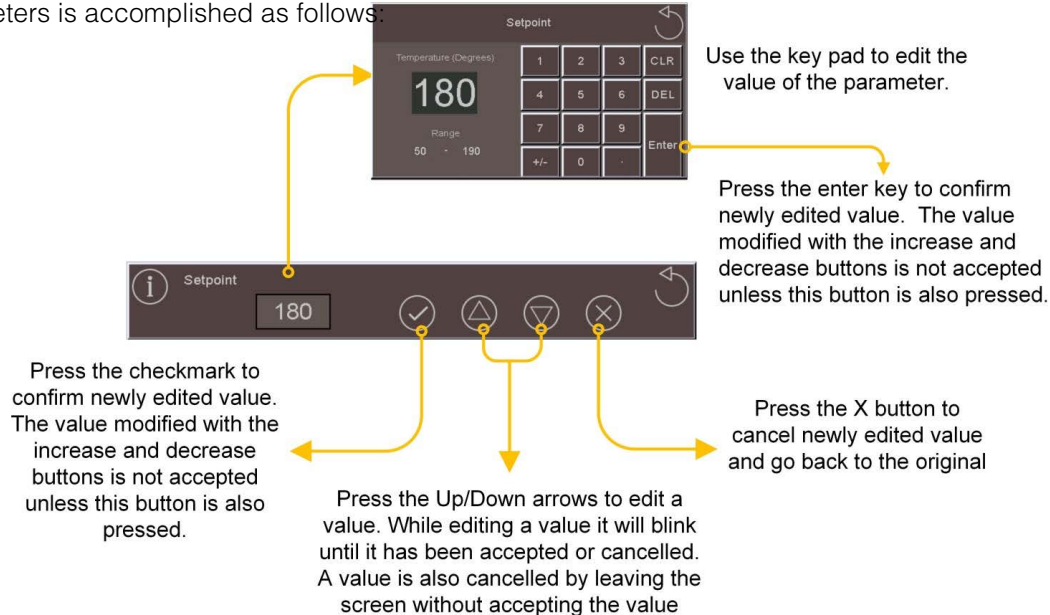 eters is accomplished as follows:
Setpoint
Temperature (Degrees)
180
Range
50 - 190
1 2 3 CLR
4 5 6 DEL
7 8 9
Enter
+/- 0 .
Use the key pad to edit the
value of the parameter.
Press the enter key to confirm
newly edited value. The value
modified with the increase and
decrease buttons is not accepted
unless this button is also pressed.
i Setpoint
180
Press the checkmark to
confirm newly edited value.
The value modified with the
increase and decrease
buttons is not accepted
unless this button is also
pressed.
Press the Up/Down arrows to edit a
value. While editing a value it will blink
until it has been accepted or cancelled.
A value is also cancelled by leaving the
screen without accepting the value
Press the X button to
cancel newly edited value
and go back to the original